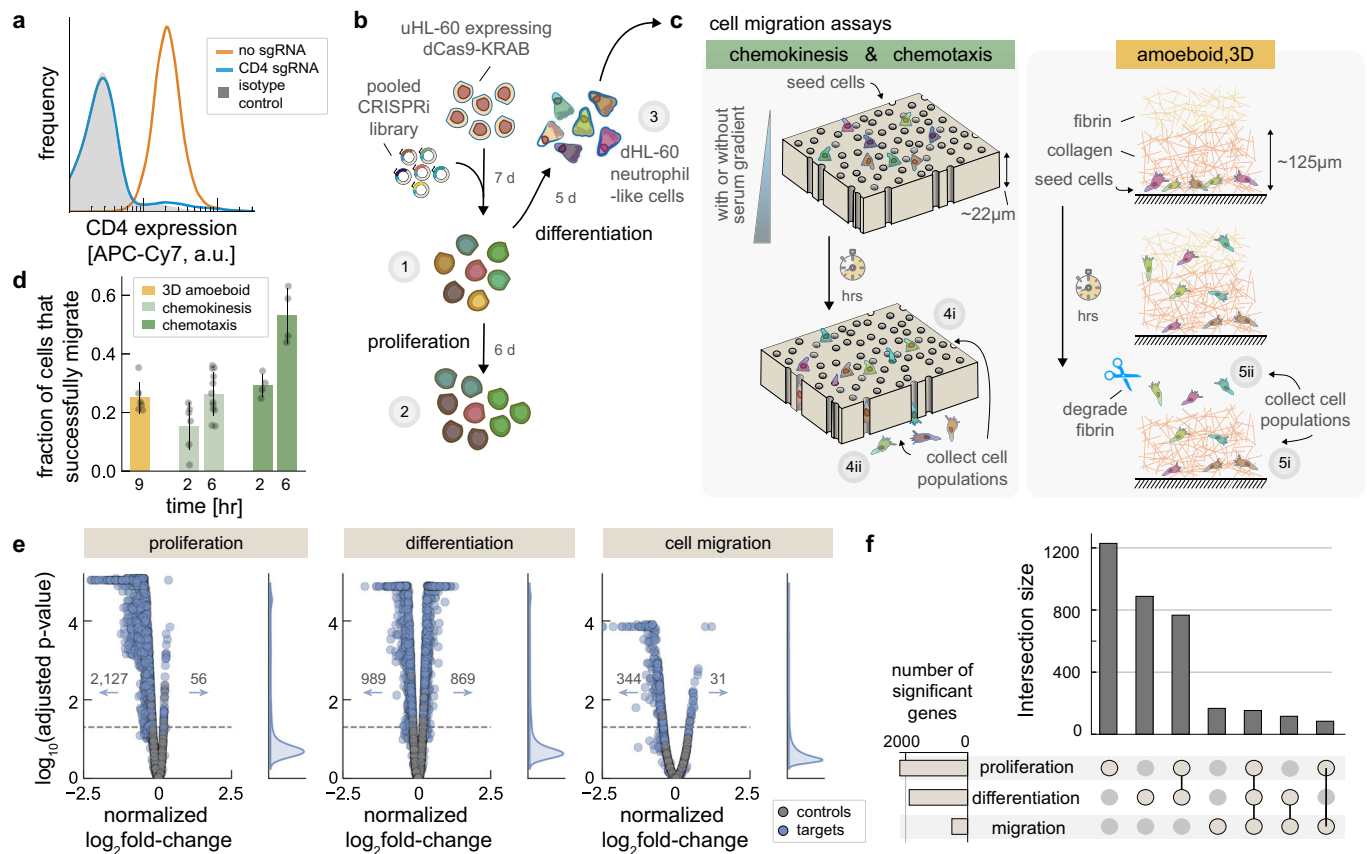 a
frequency
no sgRNA
CD4 sgRNA
isotype
control
CD4 expression
[APC-Cy7, a.u.]
b
uHL-60 expressing
dCas9-KRAB
pooled
CRISPRi
library
7 d
5 d
3
dHL-60
neutrophil
-like cells
differentiation
1
proliferation
6 d
2
c
cell migration assays
chemokinesis & chemotaxis
seed cells
with or without
serum gradient
~22μm
hrs
4i
4ii
collect cell
populations
amoeboid,3D
fibrin
collagen
seed cells
~125μm
hrs
degrade
fibrin
5ii
collect cell
populations
5i
d
fraction of cells that
successfully migrate
0.6
0.4
0.2
0.0
3D amoeboid
chemokinesis
chemotaxis
9 2 6 2 6
time [hr]
e
proliferation
differentiation
cell migration
log10(adjusted p-value)
4
2
0
2,127
56
−2.5 0 2.5
normalized
log2fold-change
4
2
0
989
869
−2.5 0 2.5
normalized
log2fold-change
4
2
0
344
31
−2.5 0 2.5
normalized
log2fold-change
controls
targets
f
Intersection size
1200
800
400
0
number of
significant
genes
2000 0
proliferation
differentiation
migration